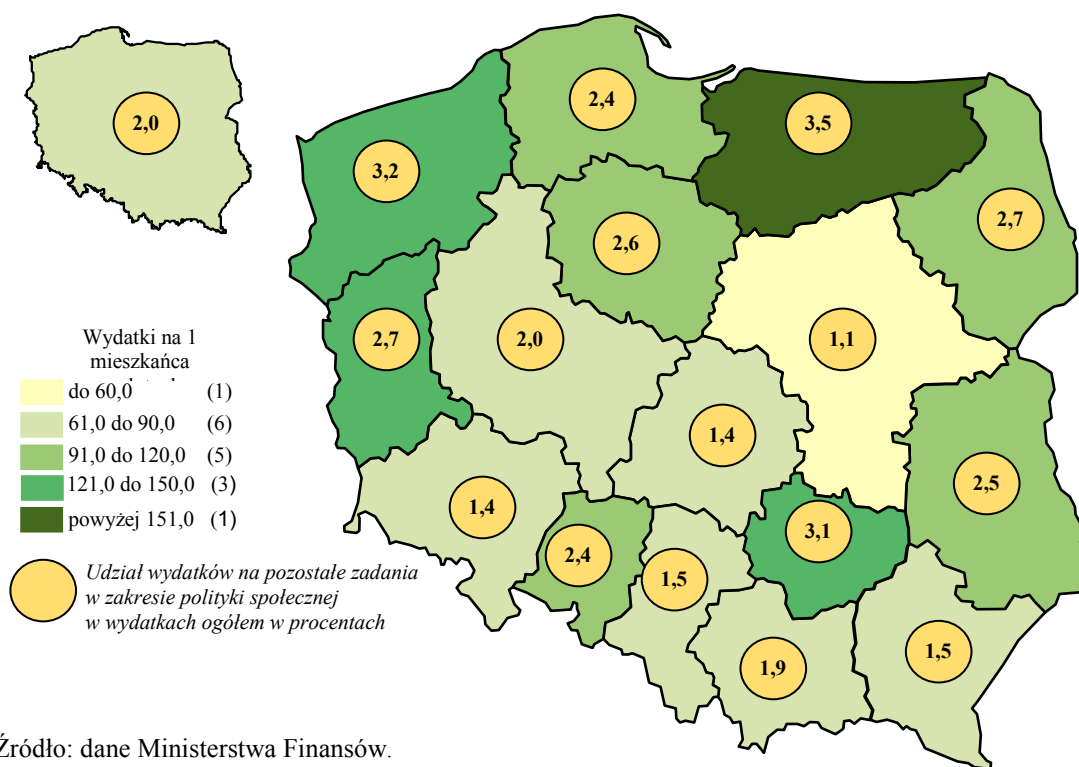 2,0
2,4
3,5
3,2
2,7
2,6
2,7
2,0
1,1
1,4
2,5
1,4
3,1
2,4
1,5
1,5
1,9
Wydatki na 1
mieszkańca
do 60,0 (1)
61,0 do 90,0 (6)
91,0 do 120,0 (5)
121,0 do 150,0 (3)
powyżej 151,0 (1)
Udział wydatków na pozostałe zadania
w zakresie polityki społecznej
w wydatkach ogółem w procentach
Źródło: dane Ministerstwa Finansów.